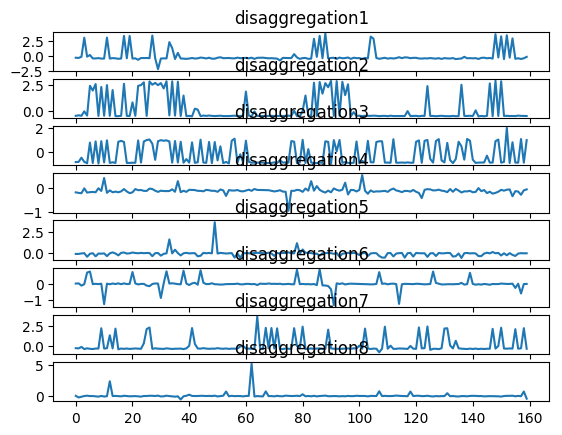 disaggregation1
2.5
0.0
−2.5
disaggregation2
2.5
0.0
disaggregation3
2
0
disaggregation4
0
−1
disaggregation5
2.5
0.0
disaggregation6
0
−1
disaggregation7
2.5
0.0
disaggregation8
5
0
0 20 40 60 80 100 120 140 160